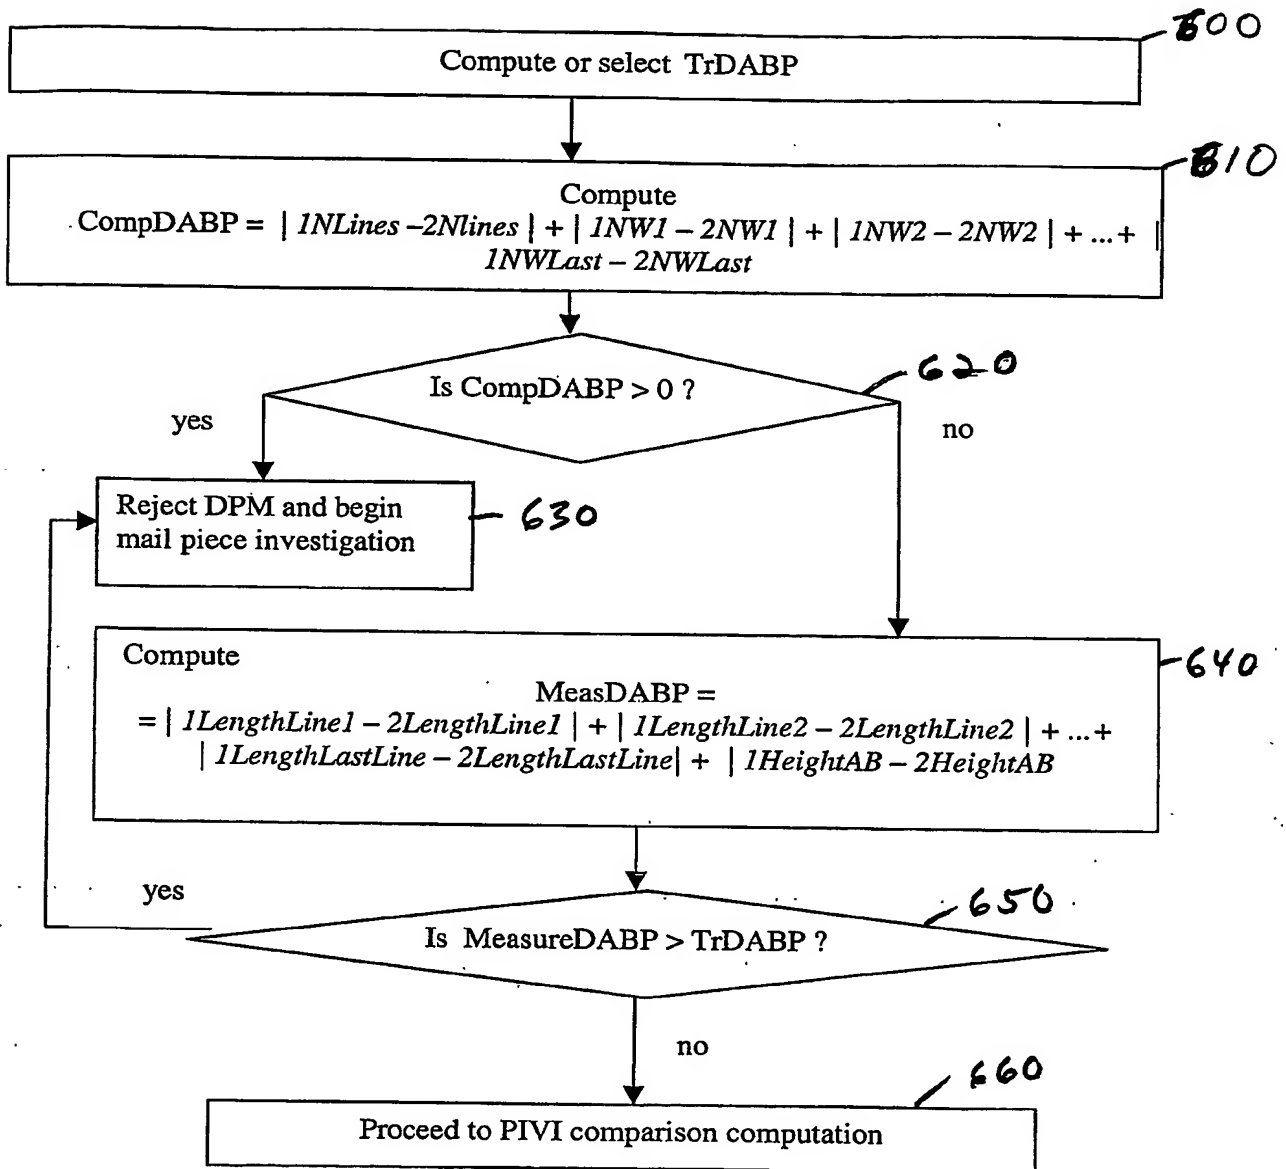 600
Compute or select TrDABP
610
Compute
CompDABP = | 1NLines –2Nlines | + | 1NW1 – 2NW1 | + | 1NW2 – 2NW2 | + ... + |
1NWLast – 2NWLast
620
Is CompDABP > 0 ?
yes
no
Reject DPM and begin
mail piece investigation
630
640
Compute
MeasDABP =
= | 1LengthLine1 – 2LengthLine1 | + | 1LengthLine2 – 2LengthLine2 | + ... +
| 1LengthLastLine – 2LengthLastLine| + | 1HeightAB – 2HeightAB
yes
650
Is MeasureDABP > TrDABP ?
no
660
Proceed to PIVI comparison computation